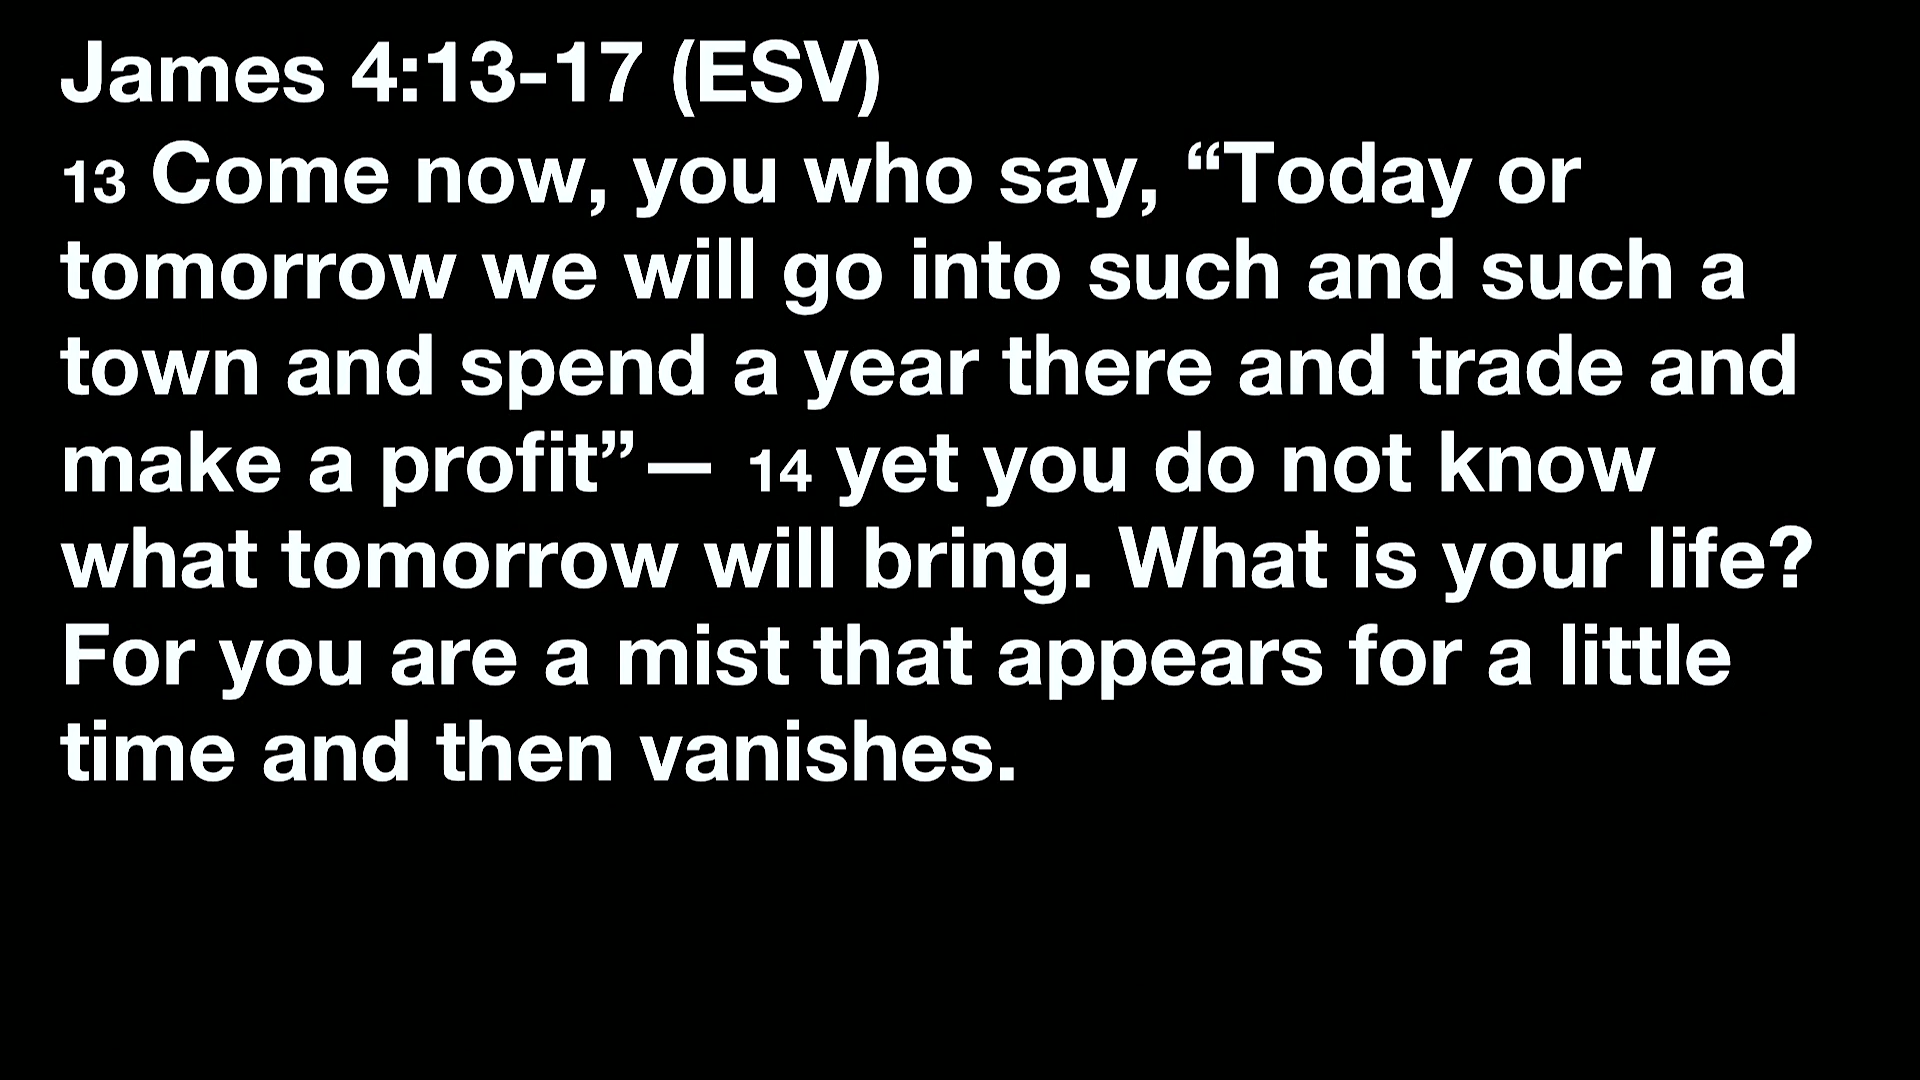 James 4:13-17 (ESV)
13 Come now, you who say, “Today or
tomorrow we will go into such and such a
town and spend a year there and trade and
make a profit”— 14 yet you do not know
what tomorrow will bring. What is your life?
For you are a mist that appears for a little
time and then vanishes.